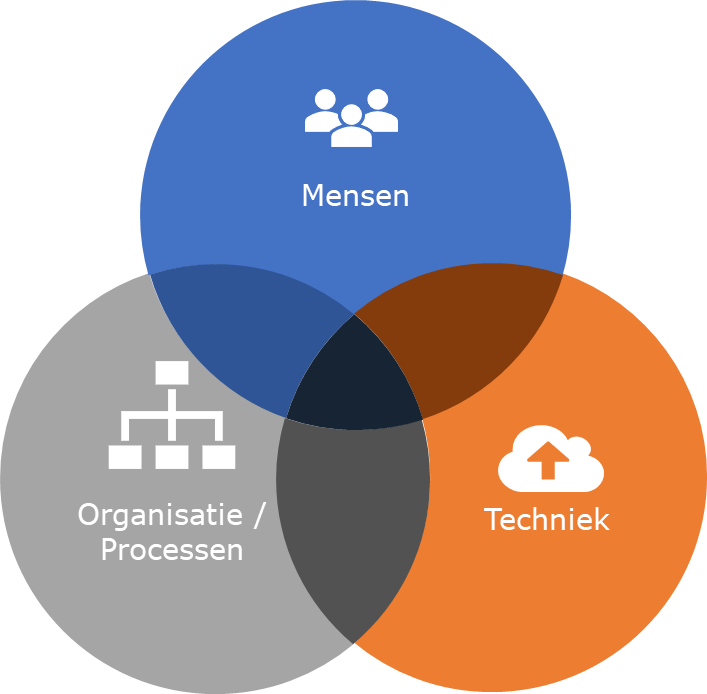 Mensen
Organisatie /
Processen
Techniek